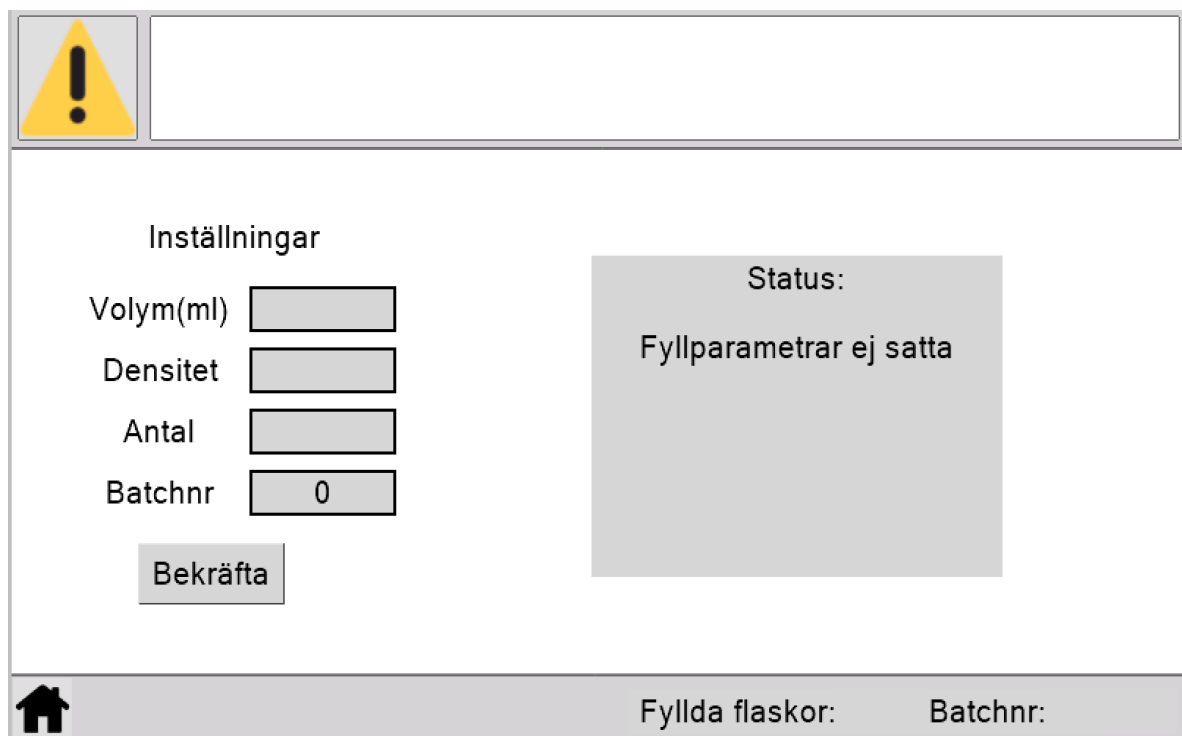 Inställningar
Volym(ml)
Densitet
Antal
Batchnr 0
Bekräfta
Status:
Fyllparametrar ej satta
Fyllda flaskor: Batchnr: